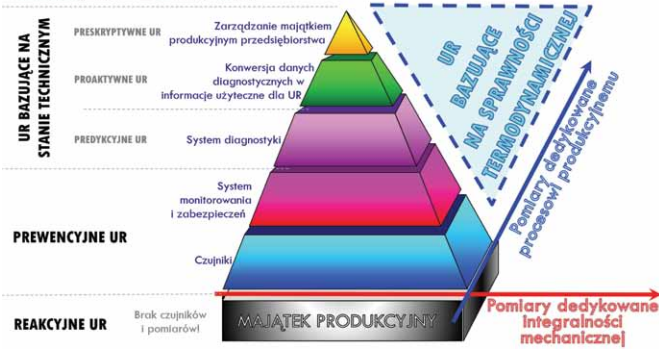 UR BAZUJĄCE NA
STANIE TECHNICZNYM
PRESKRYPTYWNE UR
Zarządzanie majątkiem
produkcyjnym przedsiębiorstwa
PROAKTYWNE UR
Konwersja danych
diagnostycznych w
informacje użyteczne dla UR
PREDYKCYJNE UR
System diagnostyki
PREWENCYJNE UR
System
monitorowania
i zabezpieczeń
Czujniki
REAKCYJNE UR
Brak czujników
i pomiarów!
MAJĄTEK PRODUKCYJNY
UR
BAZUJĄCE
NA SPRAWNOŚCI
TERMODYNAMICZNEJ
Pomiary dedykowane
procesowi produkcyjnemu
Pomiary dedykowane
integralności
mechanicznej